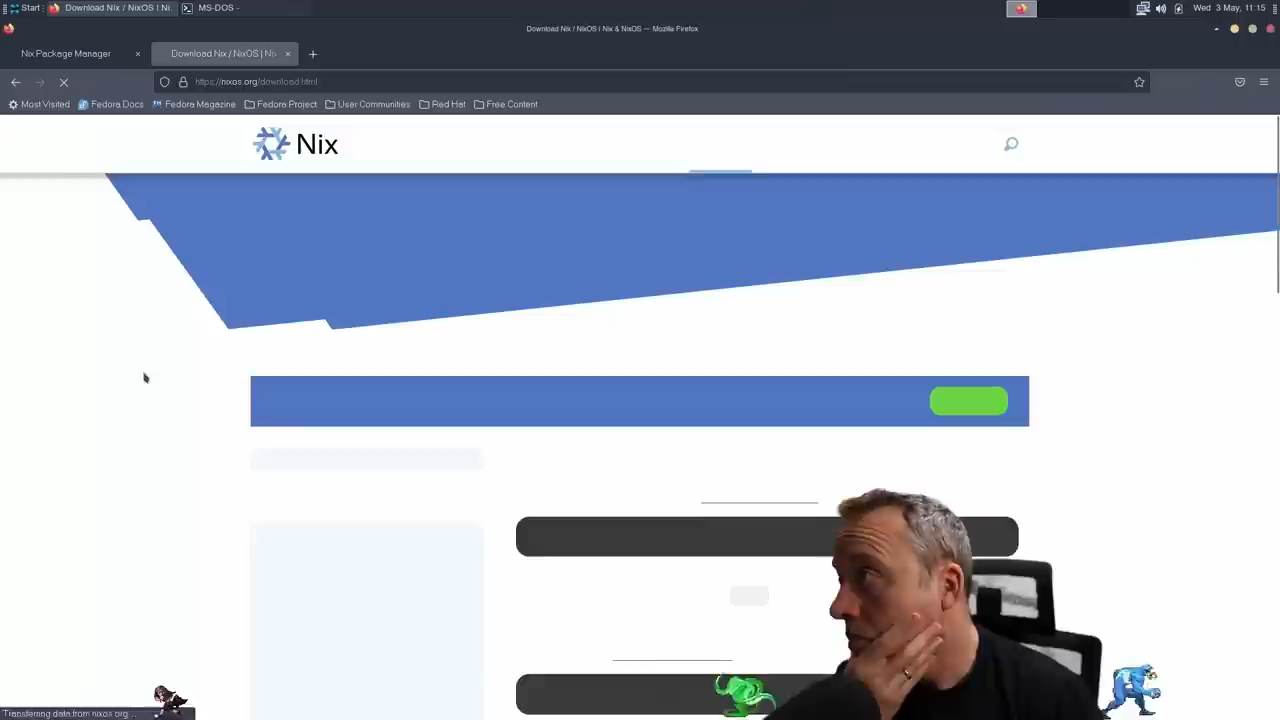 Start
Download Nix / NixOS | Ni.
MS-DOS -
Wed 3 May, 11:15
Download Nix / NixOS | Nix & NixOS — Mozilla Firefox
Nix Package Manager
Download Nix / NixOS | Nix
https://nixos.org/download.html
Most Visited
Fedora Docs
Fedora Magazine
Fedora Project
User Communities
Red Hat
Free Content
Nix
Transferring data from nixos.org...